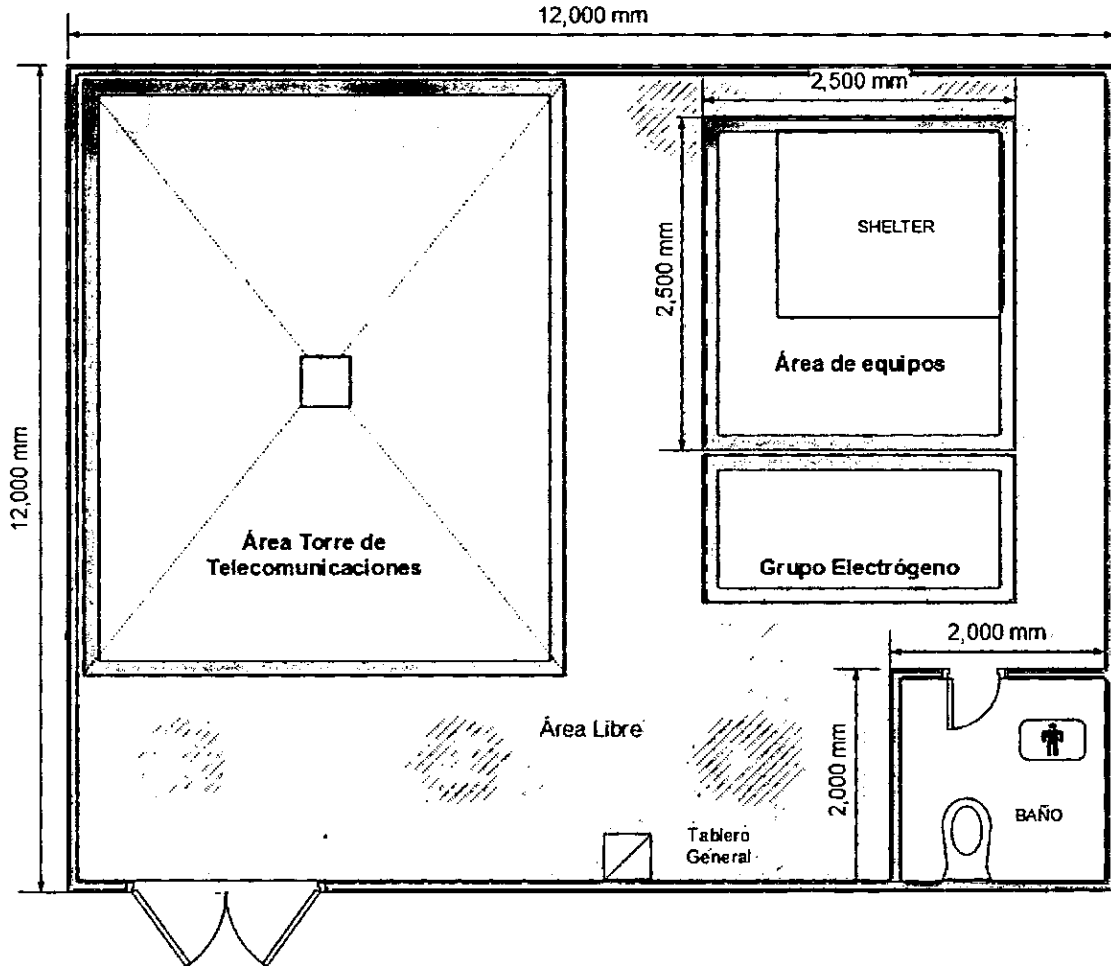 12,000 mm
2,500 mm
2,500 mm
SHELTER
Área de equipos
12,000 mm
Área Torre de
Telecomunicaciones
Grupo Electrógeno
2,000 mm
Área Libre
2,000 mm
BAÑO
Tablero
General